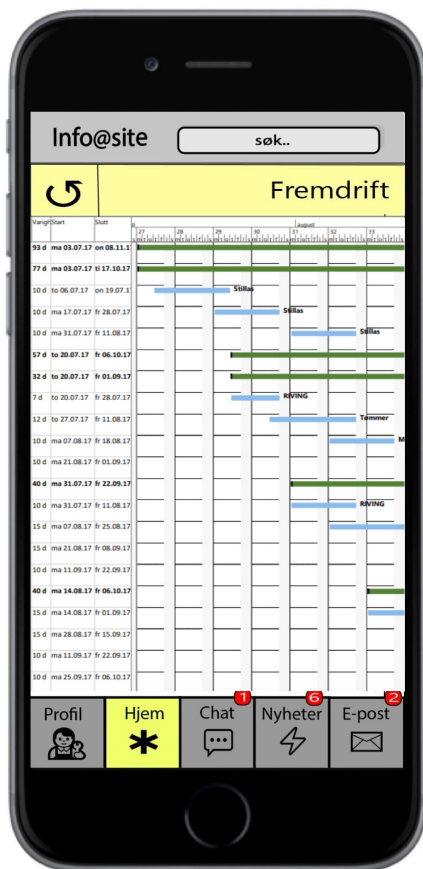 Info@site søk..
Fremdrift
Varigh Start Slutt
august
27 28 29 30 31 32 33
93 d ma 03.07.17 on 08.11.1
77 d ma 03.07.17 ti 17.10.17
10 d to 06.07.17 on 19.07.1 Stillas
10 d ma 17.07.17 fr 28.07.17 Stillas
10 d ma 31.07.17 fr 11.08.17 Stillas
57 d to 20.07.17 fr 06.10.17
32 d to 20.07.17 fr 01.09.17
7 d to 20.07.17 fr 28.07.17 RIVING
12 d to 27.07.17 fr 11.08.17 Tømmer
10 d ma 07.08.17 fr 18.08.17 M
10 d ma 21.08.17 fr 01.09.17
40 d ma 31.07.17 fr 22.09.17
10 d ma 31.07.17 fr 11.08.17 RIVING
15 d ma 07.08.17 fr 25.08.17
15 d ma 21.08.17 fr 08.09.17
10 d ma 11.09.17 fr 22.09.17
40 d ma 14.08.17 fr 06.10.17
15 d ma 14.08.17 fr 01.09.17
15 d ma 28.08.17 fr 15.09.17
10 d ma 11.09.17 fr 22.09.17
10 d ma 25.09.17 fr 06.10.17
1 6 2
Profil Hjem Chat Nyheter E-post